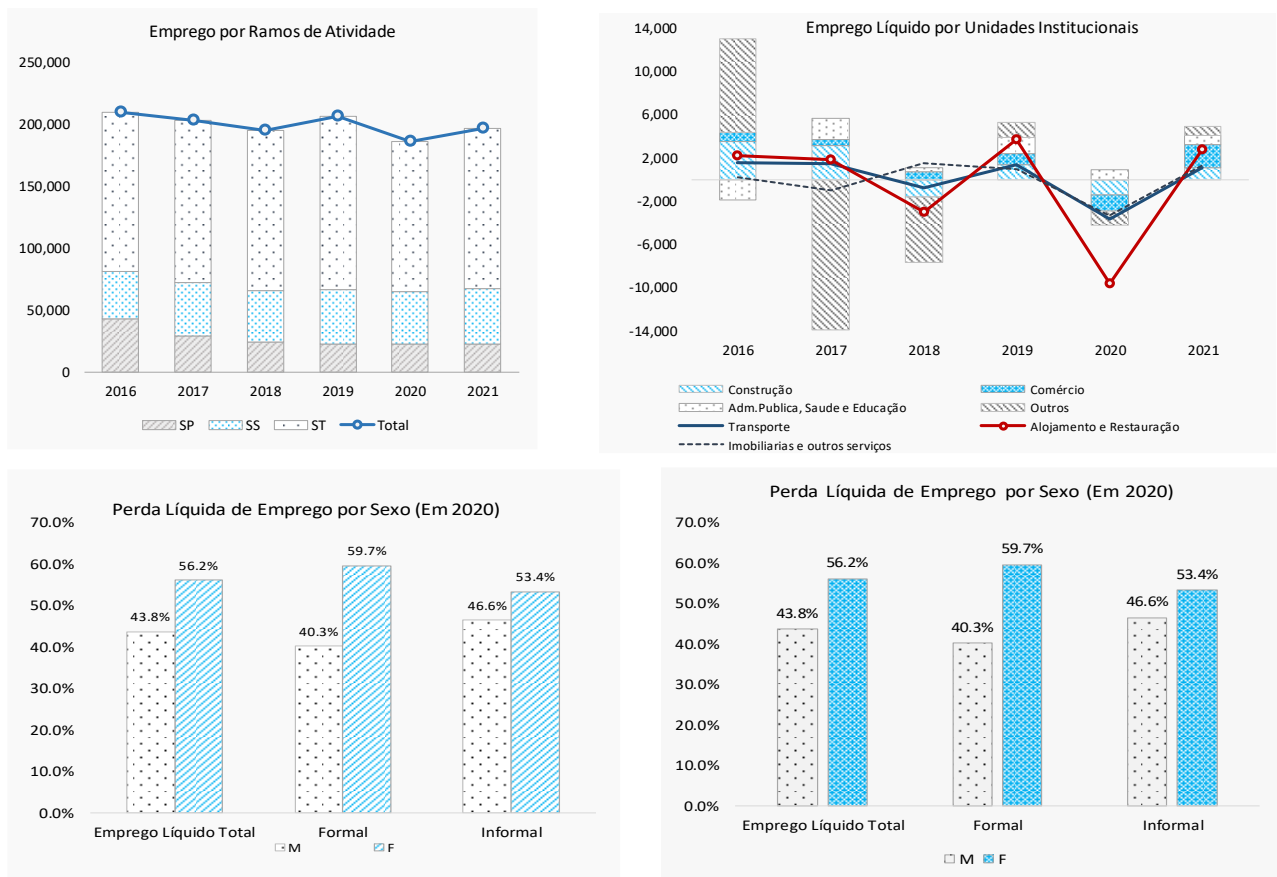 Emprego por Ramos de Atividade
250,000
200,000
150,000
100,000
50,000
0
2016 2017 2018 2019 2020 2021
SP SS ST Total
Emprego Líquido por Unidades Institucionais
14,000
10,000
6,000
2,000
-2,000
-6,000
-10,000
-14,000
2016 2017 2018 2019 2020 2021
Construção Comércio
Adm.Publica, Saude e Educação Outros
Transporte Alojamento e Restauração
Imobiliarias e outros serviços
Perda Líquida de Emprego por Sexo (Em 2020)
70.0%
60.0%
50.0%
40.0%
30.0%
20.0%
10.0%
0.0%
43.8% 56.2% 40.3% 59.7% 46.6% 53.4%
Emprego Líquido Total Formal Informal
M F
Perda Líquida de Emprego por Sexo (Em 2020)
70.0%
60.0%
50.0%
40.0%
30.0%
20.0%
10.0%
0.0%
43.8% 56.2% 40.3% 59.7% 46.6% 53.4%
Emprego Líquido Total Formal Informal
M F